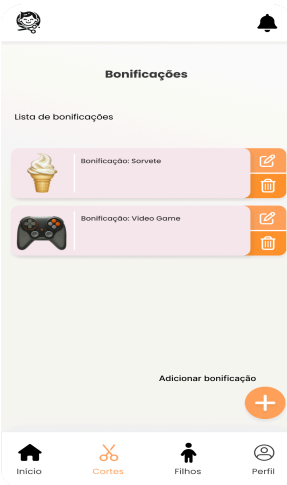 Bonificações
Lista de bonificações
Bonificação: Sorvete
Bonificação: Video Game
Adicionar bonificação
Início
Cortes
Filhos
Perfil